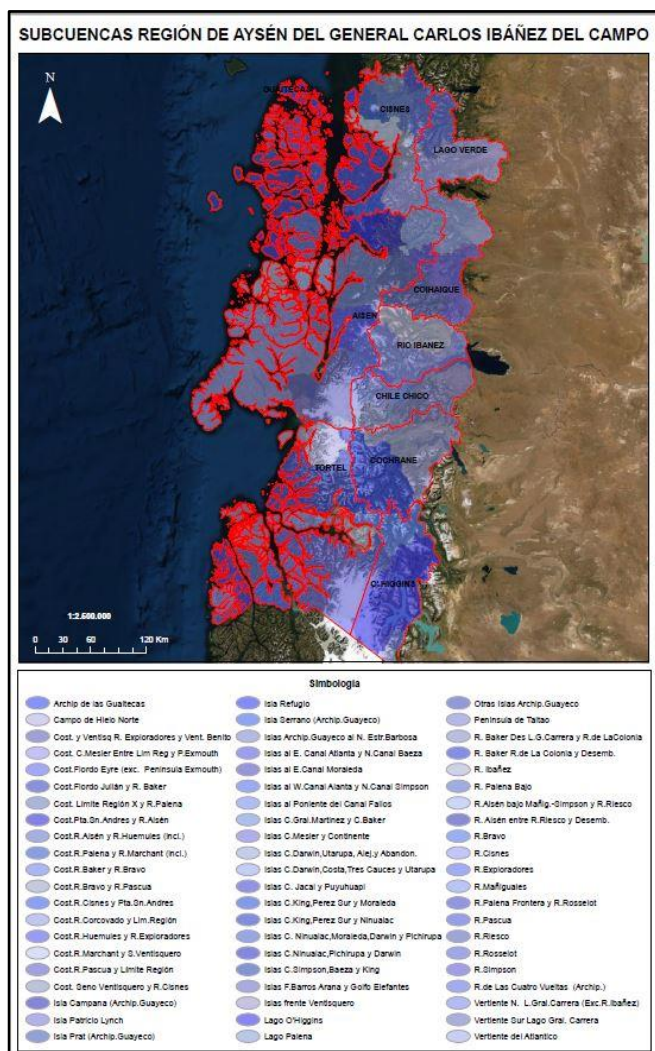 SUBCUENCAS REGIÓN DE AYSÉN DEL GENERAL CARLOS IBÁÑEZ DEL CAMPO
N
GUAITECAS
CISNES
LAGO VERDE
COIHAIQUE
AISEN
RIO IBAÑEZ
CHILE CHICO
TORTEL
COCHRANE
O'HIGGINS
1:2.500.000
0 30 60 120 Km
Simbología
Archip de las Guaitecas
Campo de Hielo Norte
Cost. y Ventisq R. Exploradores y Vent. Benito
Cost. C.Mesier Entre Lim Reg y P.Exmouth
Cost.Fiordo Eyre (exc. Peninsula Exmouth)
Cost.Fiordo Julián y R. Baker
Cost. Límite Región X y R.Palena
Cost.Pta.Sn.Andres y R.Aisén
Cost.R.Aisén y R.Huemules (incl.)
Cost.R.Palena y R.Marchant (incl.)
Cost.R.Baker y R.Bravo
Cost.R.Bravo y R.Pascua
Cost.R.Cisnes y Pta.Sn.Andres
Cost.R.Corcovado y Lim.Región
Cost.R.Huemules y R.Exploradores
Cost.R.Marchant y S.Ventisquero
Cost.R.Pascua y Límite Región
Cost. Seno Ventisquero y R.Cisnes
Isla Campana (Archip.Guayeco)
Isla Patricio Lynch
Isla Prat (Archip.Guayeco)
Isla Refugio
Isla Serrano (Archip.Guayeco)
Islas Archip.Guayeco al N. Estr.Barbosa
Islas al E. Canal Atlanta y N.Canal Baeza
Islas al E.Canal Moraleda
Islas al W.Canal Alanta y N.Canal Simpson
Islas al Poniente del Canal Fallos
Islas C.Gral.Martinez y C.Baker
Islas C.Mesier y Continente
Islas C.Darwin,Utarupa, Alej.y Abandon.
Islas C.Darwin,Costa,Tres Cauces y Utarupa
Islas C. Jacaf y Puyuhuapi
Islas C.King,Perez Sur y Moraleda
Islas C.King,Perez Sur y Ninualac
Islas C. Ninualac,Moraleda,Darwin y Pichirupa
Islas C.Ninualac,Pichirupa y Darwin
Islas C.Simpson,Baeza y King
Islas F.Barros Arana y Golfo Elefantes
Islas frente Ventisquero
Lago O'Higgins
Lago Palena
Otras Islas Archip.Guayeco
Peninsula de Taitao
R. Baker Des L.G.Carrera y R.de LaColonia
R. Baker R.de La Colonia y Desemb.
R. Ibáñez
R. Palena Bajo
R.Aisén bajo Mañig.-Simpson y R.Riesco
R. Aisén entre R.Riesco y Desemb.
R.Bravo
R.Cisnes
R.Exploradores
R.Mañiguales
R.Palena Frontera y R.Rosselot
R.Pascua
R.Riesco
R.Rosselot
R.Simpson
R.de Las Cuatro Vueltas (Archip.)
Vertiente N. L.Gral.Carrera (Exc.R.Ibañez)
Vertiente Sur Lago Gral. Carrera
Vertiente del Atlantico